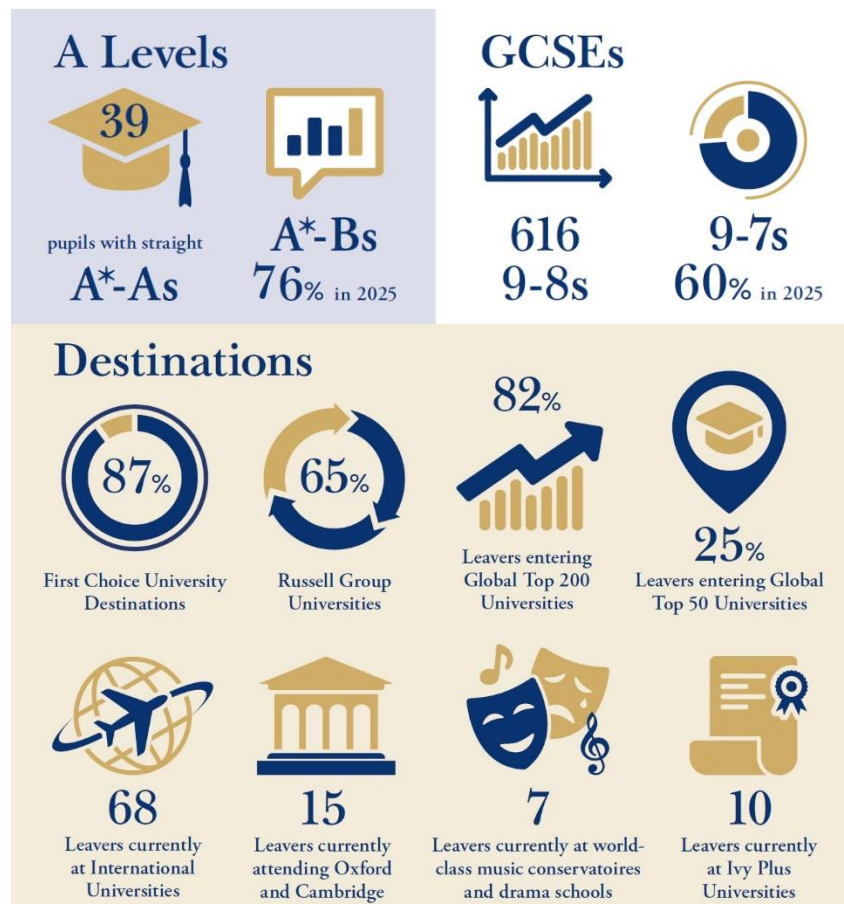 A Levels
39
pupils with straight
A*-As
A*-Bs
76% in 2025
GCSEs
616
9-8s
9-7s
60% in 2025
Destinations
87%
First Choice University
Destinations
65%
Russell Group
Universities
82%
Leavers entering
Global Top 200
Universities
25%
Leavers entering Global
Top 50 Universities
68
Leavers currently
at International
Universities
15
Leavers currently
attending Oxford
and Cambridge
7
Leavers currently at world-
class music conservatoires
and drama schools
10
Leavers currently
at Ivy Plus
Universities